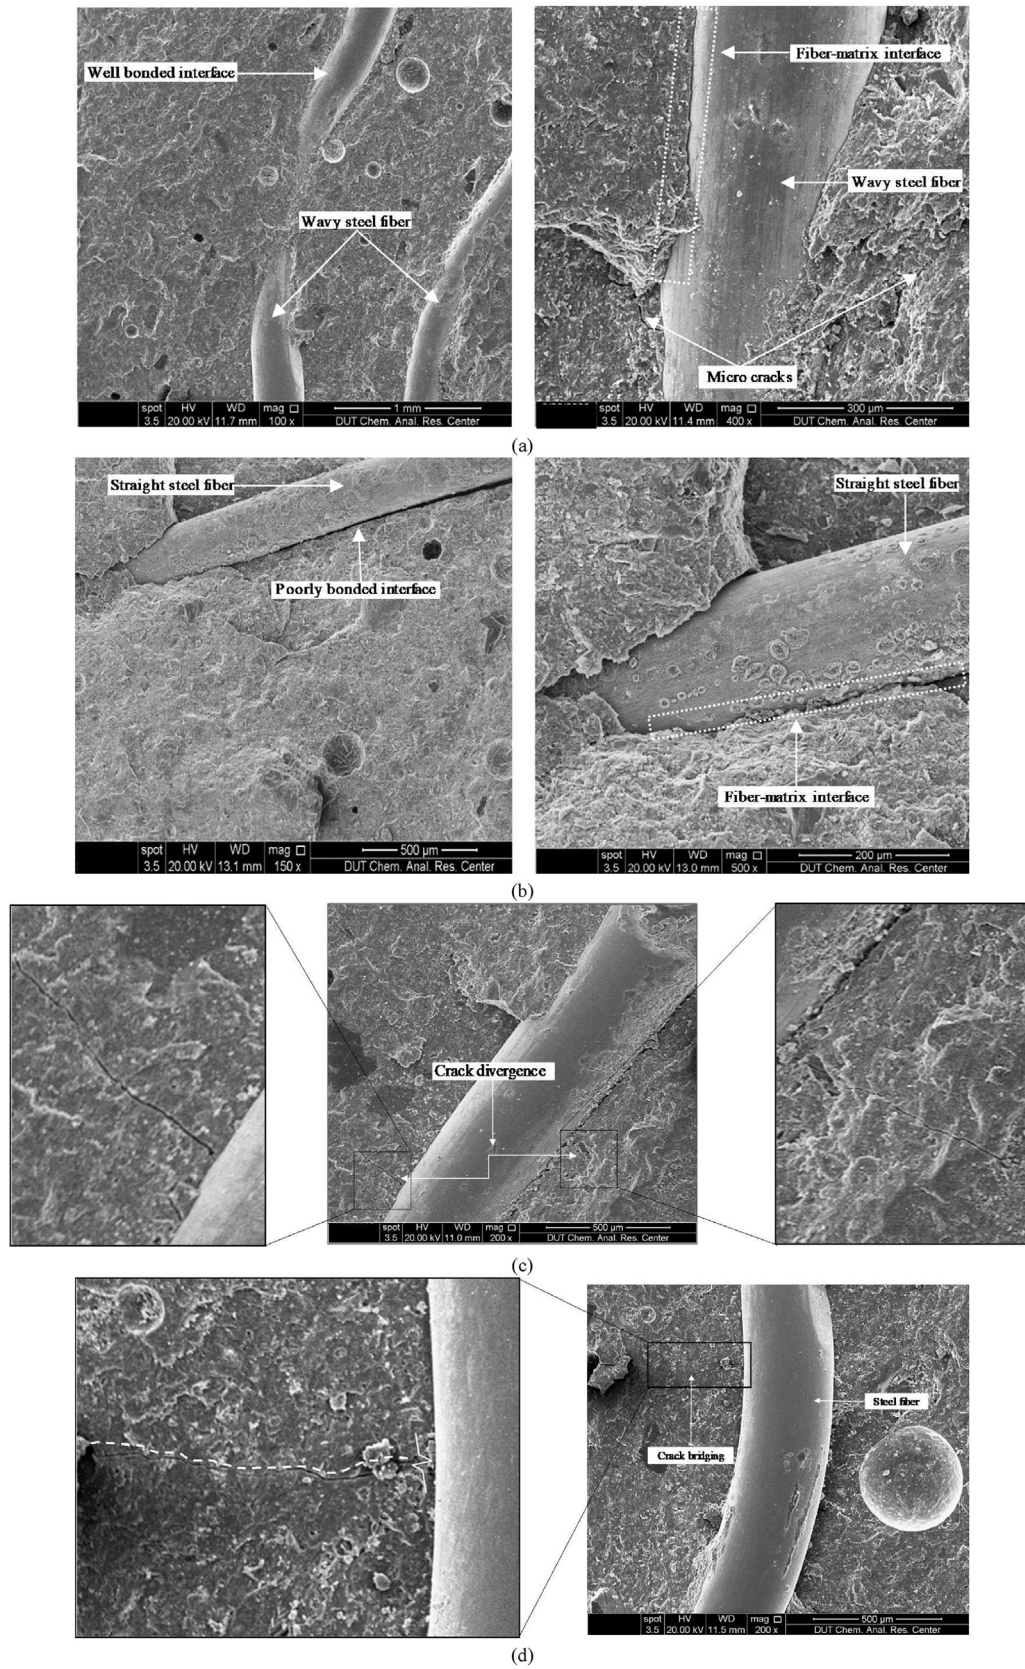 Well bonded interface
Wavy steel fiber
spot HV WD mag 1 mm
3.5 20.00 kV 11.7 mm 100 x DUT Chem. Anal. Res. Center
Fiber-matrix interface
Wavy steel fiber
Micro cracks
spot HV WD mag 300 µm
3.5 20.00 kV 11.4 mm 400 x DUT Chem. Anal. Res. Center
(a)
Straight steel fiber
Poorly bonded interface
spot HV WD mag 500 µm
3.5 20.00 kV 13.1 mm 150 x DUT Chem. Anal. Res. Center
Straight steel fiber
Fiber-matrix interface
spot HV WD mag 200 µm
3.5 20.00 kV 13.0 mm 500 x DUT Chem. Anal. Res. Center
(b)
Crack divergence
spot HV WD mag 500 µm
3.5 20.00 kV 11.0 mm 200 x DUT Chem. Anal. Res. Center
(c)
Steel fiber
Crack bridging
spot HV WD mag 500 µm
3.5 20.00 kV 11.5 mm 200 x DUT Chem. Anal. Res. Center
(d)